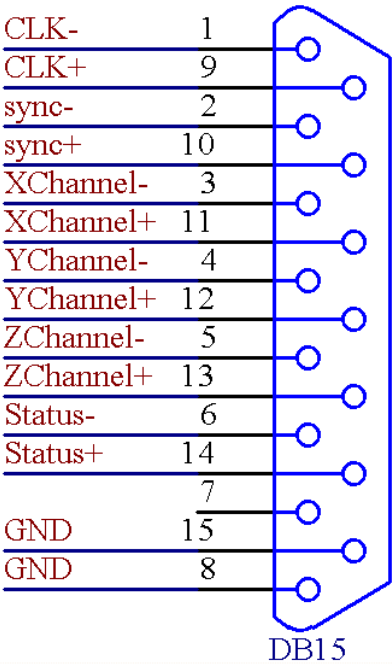 CLK- 1
CLK+ 9
sync- 2
sync+ 10
XChannel- 3
XChannel+ 11
YChannel- 4
YChannel+ 12
ZChannel- 5
ZChannel+ 13
Status- 6
Status+ 14
7
GND 15
GND 8
DB15